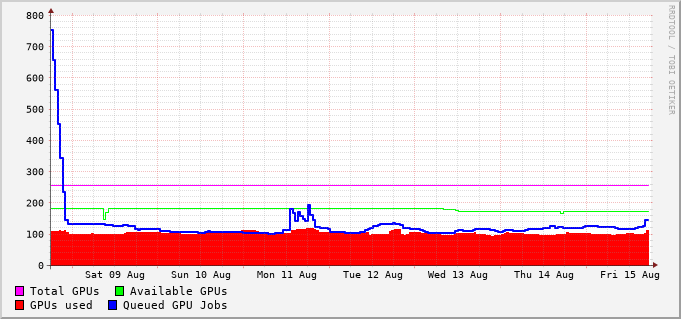 800
700
600
500
400
300
200
100
0
Sat 09 Aug Sun 10 Aug Mon 11 Aug Tue 12 Aug Wed 13 Aug Thu 14 Aug Fri 15 Aug
Total GPUs Available GPUs
GPUs used Queued GPU Jobs
RRDTOOL / TOBI OETIKER